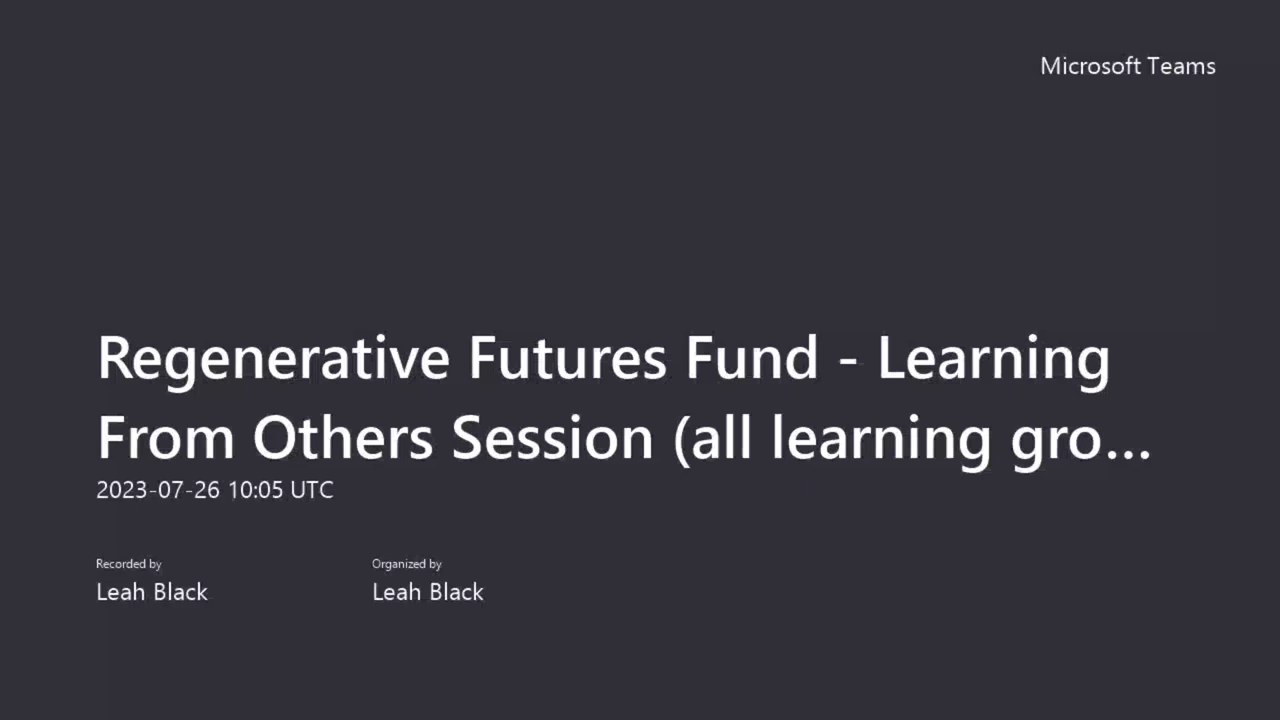 Microsoft Teams
Regenerative Futures Fund - Learning
From Others Session (all learning gro...
2023-07-26 10:05 UTC
Recorded by
Leah Black
Organized by
Leah Black